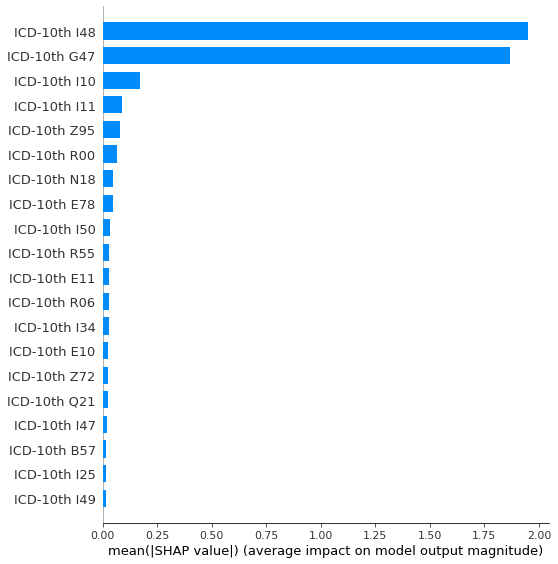 ICD-10th I48
ICD-10th G47
ICD-10th I10
ICD-10th I11
ICD-10th Z95
ICD-10th R00
ICD-10th N18
ICD-10th E78
ICD-10th I50
ICD-10th R55
ICD-10th E11
ICD-10th R06
ICD-10th I34
ICD-10th E10
ICD-10th Z72
ICD-10th Q21
ICD-10th I47
ICD-10th B57
ICD-10th I25
ICD-10th I49
0.00 0.25 0.50 0.75 1.00 1.25 1.50 1.75 2.00
mean(|SHAP value|) (average impact on model output magnitude)